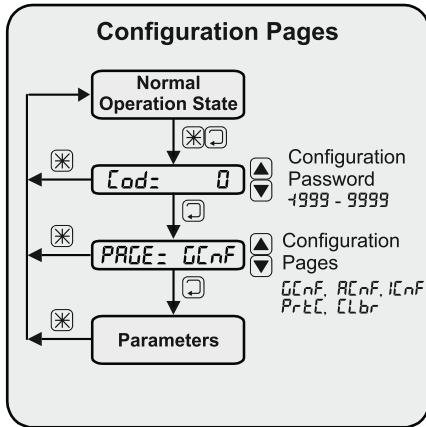 Configuration Pages
Normal
Operation State
Cod= 0
Configuration
Password
-1999 - 9999
PAGE= GCnF
Configuration
Pages
GCnF, ACnF, ICnF
PrtC, CLbr
Parameters